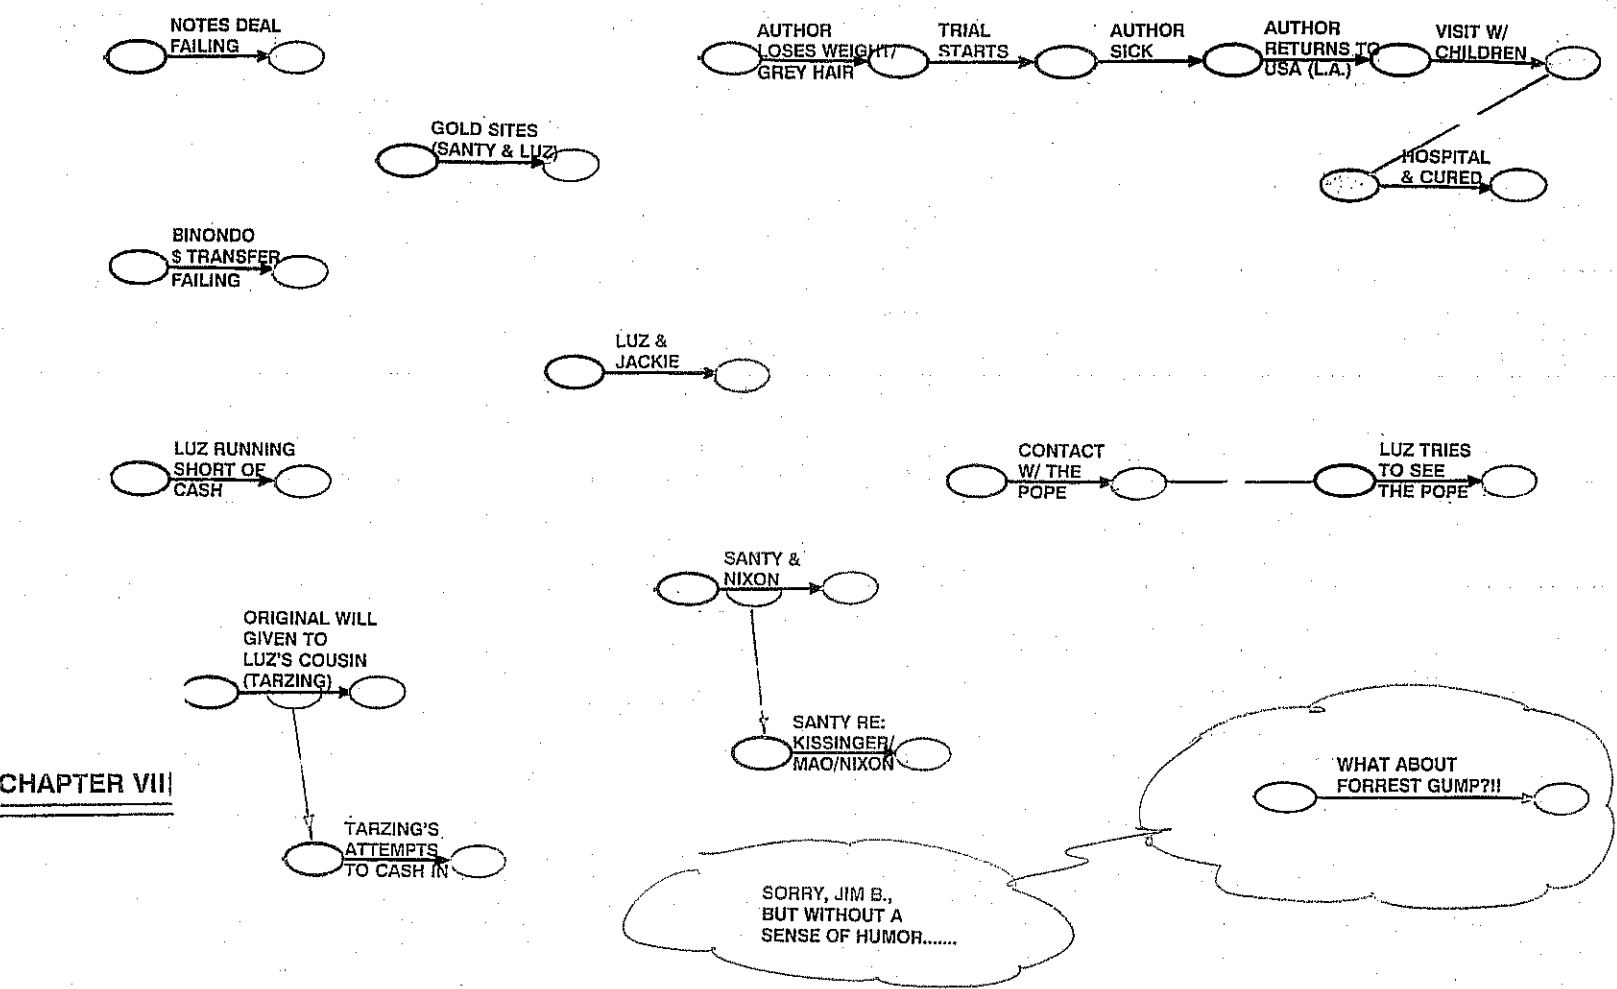 NOTES DEAL
FAILING
AUTHOR
LOSES WEIGHT/
GREY HAIR
TRIAL
STARTS
AUTHOR
SICK
AUTHOR
RETURNS TO
USA (L.A.)
VISIT W/
CHILDREN
GOLD SITES
(SANTY & LUZ)
HOSPITAL
& CURED
BINONDO
$ TRANSFER
FAILING
LUZ &
JACKIE
LUZ RUNNING
SHORT OF
CASH
CONTACT
W/ THE
POPE
LUZ TRIES
TO SEE
THE POPE
SANTY &
NIXON
ORIGINAL WILL
GIVEN TO
LUZ'S COUSIN
(TARZING)
SANTY RE:
KISSINGER/
MAO/NIXON
WHAT ABOUT
FORREST GUMP?!!
CHAPTER VII
TARZING'S
ATTEMPTS
TO CASH IN
SORRY, JIM B.,
BUT WITHOUT A
SENSE OF HUMOR.......